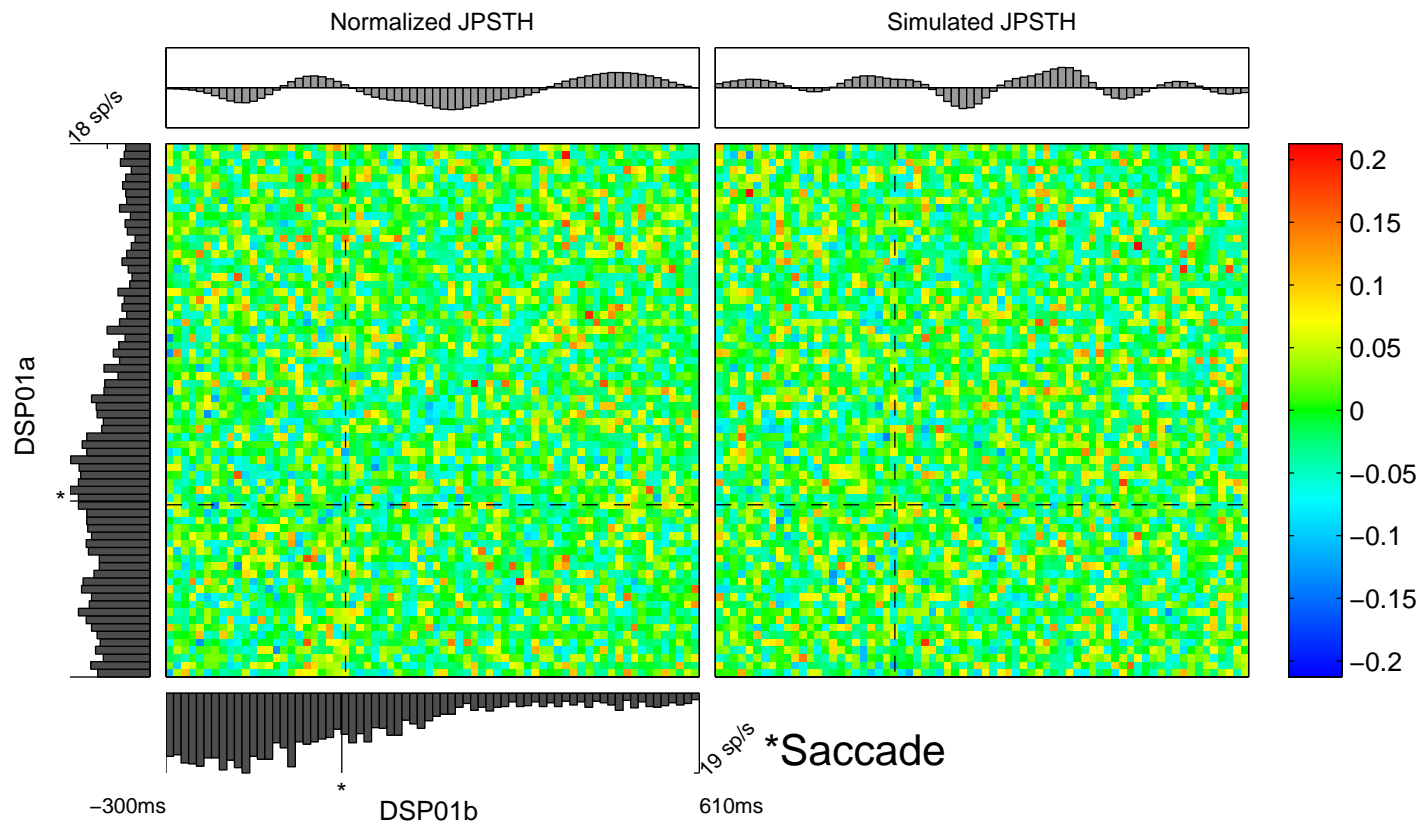 Normalized JPSTH
Simulated JPSTH
18 sp/s
DSP01a
*
0.2
0.15
0.1
0.05
0
−0.05
−0.1
−0.15
−0.2
19 sp/s
*Saccade
*
−300ms
DSP01b
610ms